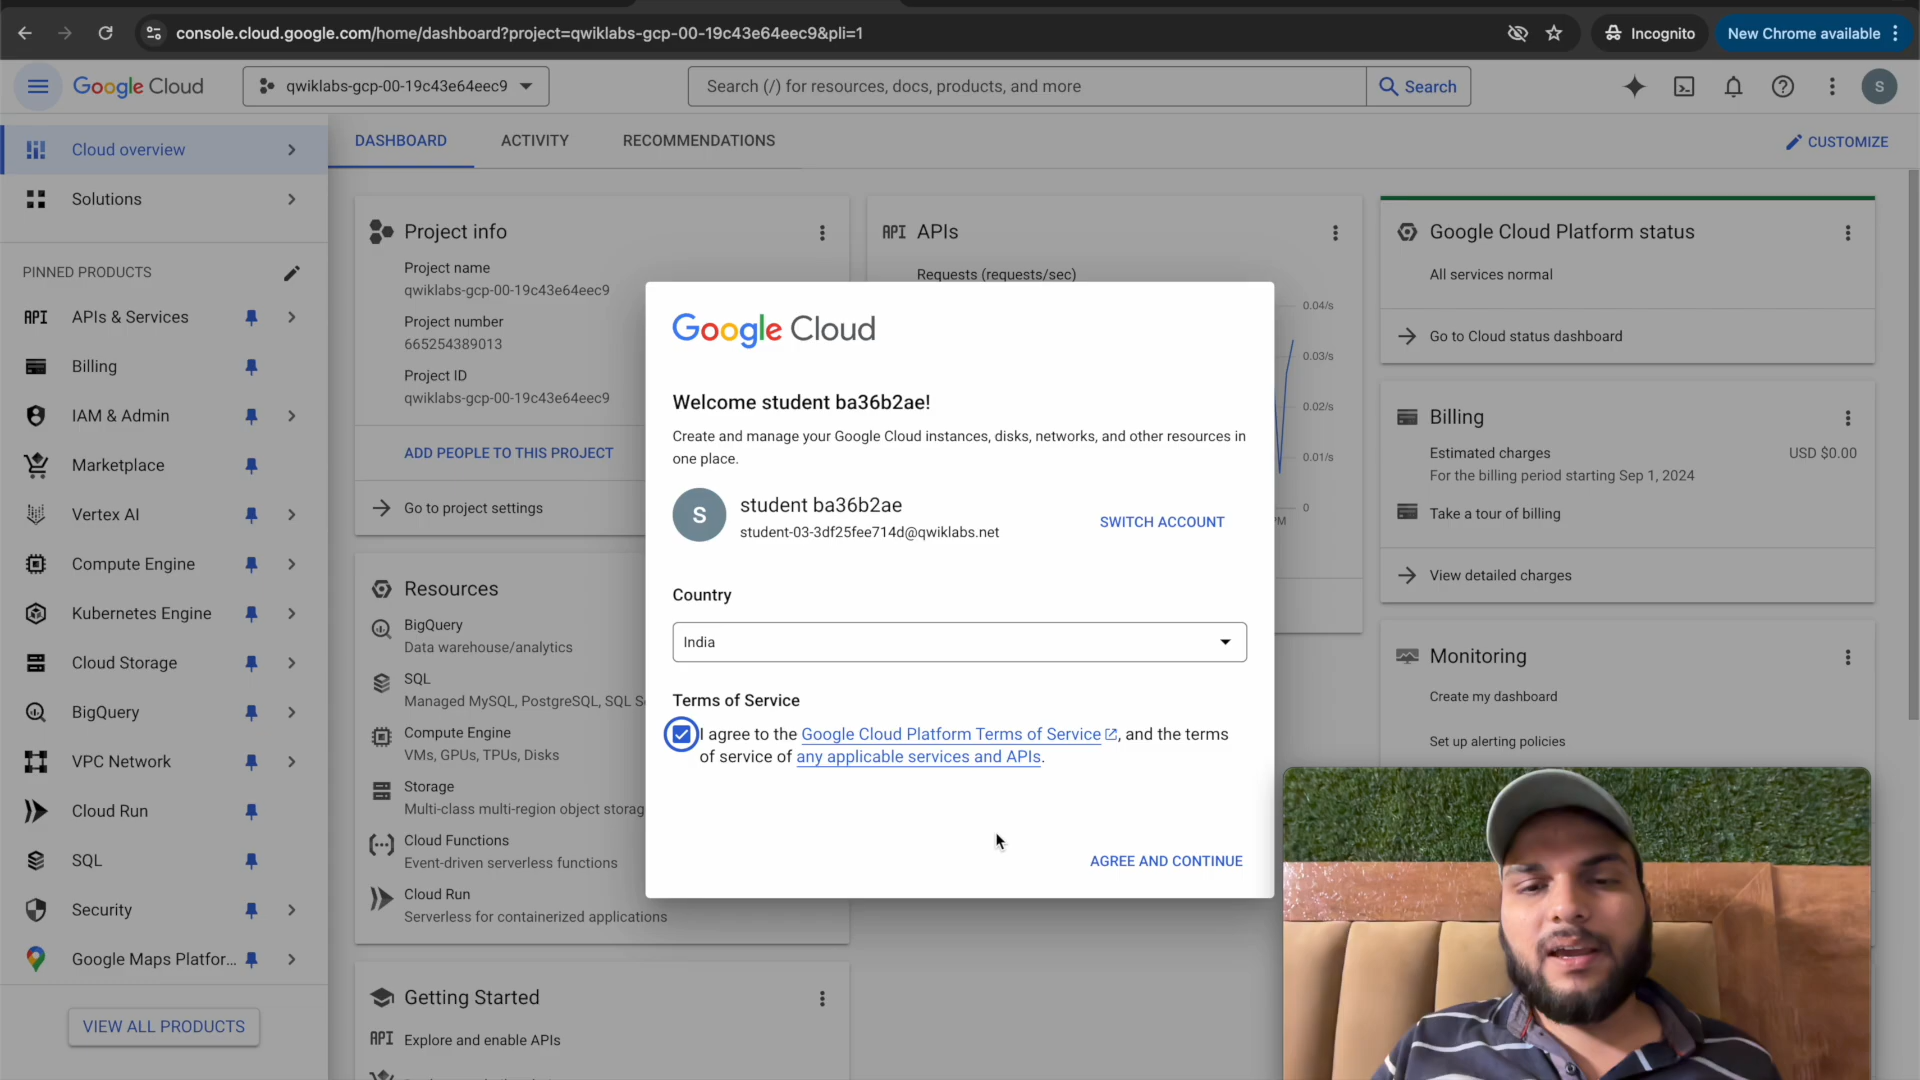 console.cloud.google.com/home/dashboard?project=qwiklabs-gcp-00-19c43e64eec9&pli=1
Incognito
New Chrome available
Google Cloud
qwiklabs-gcp-00-19c43e64eec9
Search (/) for resources, docs, products, and more
Search
S
Cloud overview
Solutions
PINNED PRODUCTS
API APIs & Services
Billing
IAM & Admin
Marketplace
Vertex AI
Compute Engine
Kubernetes Engine
Cloud Storage
BigQuery
VPC Network
Cloud Run
SQL
Security
Google Maps Platfor...
VIEW ALL PRODUCTS
DASHBOARD
ACTIVITY
RECOMMENDATIONS
CUSTOMIZE
Project info
Project name
qwiklabs-gcp-00-19c43e64eec9
Project number
665254389013
Project ID
qwiklabs-gcp-00-19c43e64eec9
ADD PEOPLE TO THIS PROJECT
Go to project settings
Resources
BigQuery
Data warehouse/analytics
SQL
Managed MySQL, PostgreSQL, SQL S
Compute Engine
VMs, GPUs, TPUs, Disks
Storage
Multi-class multi-region object storag
Cloud Functions
Event-driven serverless functions
Cloud Run
Serverless for containerized applications
Getting Started
API Explore and enable APIs
API APIs
Requests (requests/sec)
0.04/s
0.03/s
0.02/s
0.01/s
0
PM
Google Cloud
Welcome student ba36b2ae!
Create and manage your Google Cloud instances, disks, networks, and other resources in
one place.
S
student ba36b2ae
student-03-3df25fee714d@qwiklabs.net
SWITCH ACCOUNT
Country
India
Terms of Service
I agree to the Google Cloud Platform Terms of Service, and the terms
of service of any applicable services and APIs.
AGREE AND CONTINUE
Google Cloud Platform status
All services normal
Go to Cloud status dashboard
Billing
Estimated charges
USD $0.00
For the billing period starting Sep 1, 2024
Take a tour of billing
View detailed charges
Monitoring
Create my dashboard
Set up alerting policies